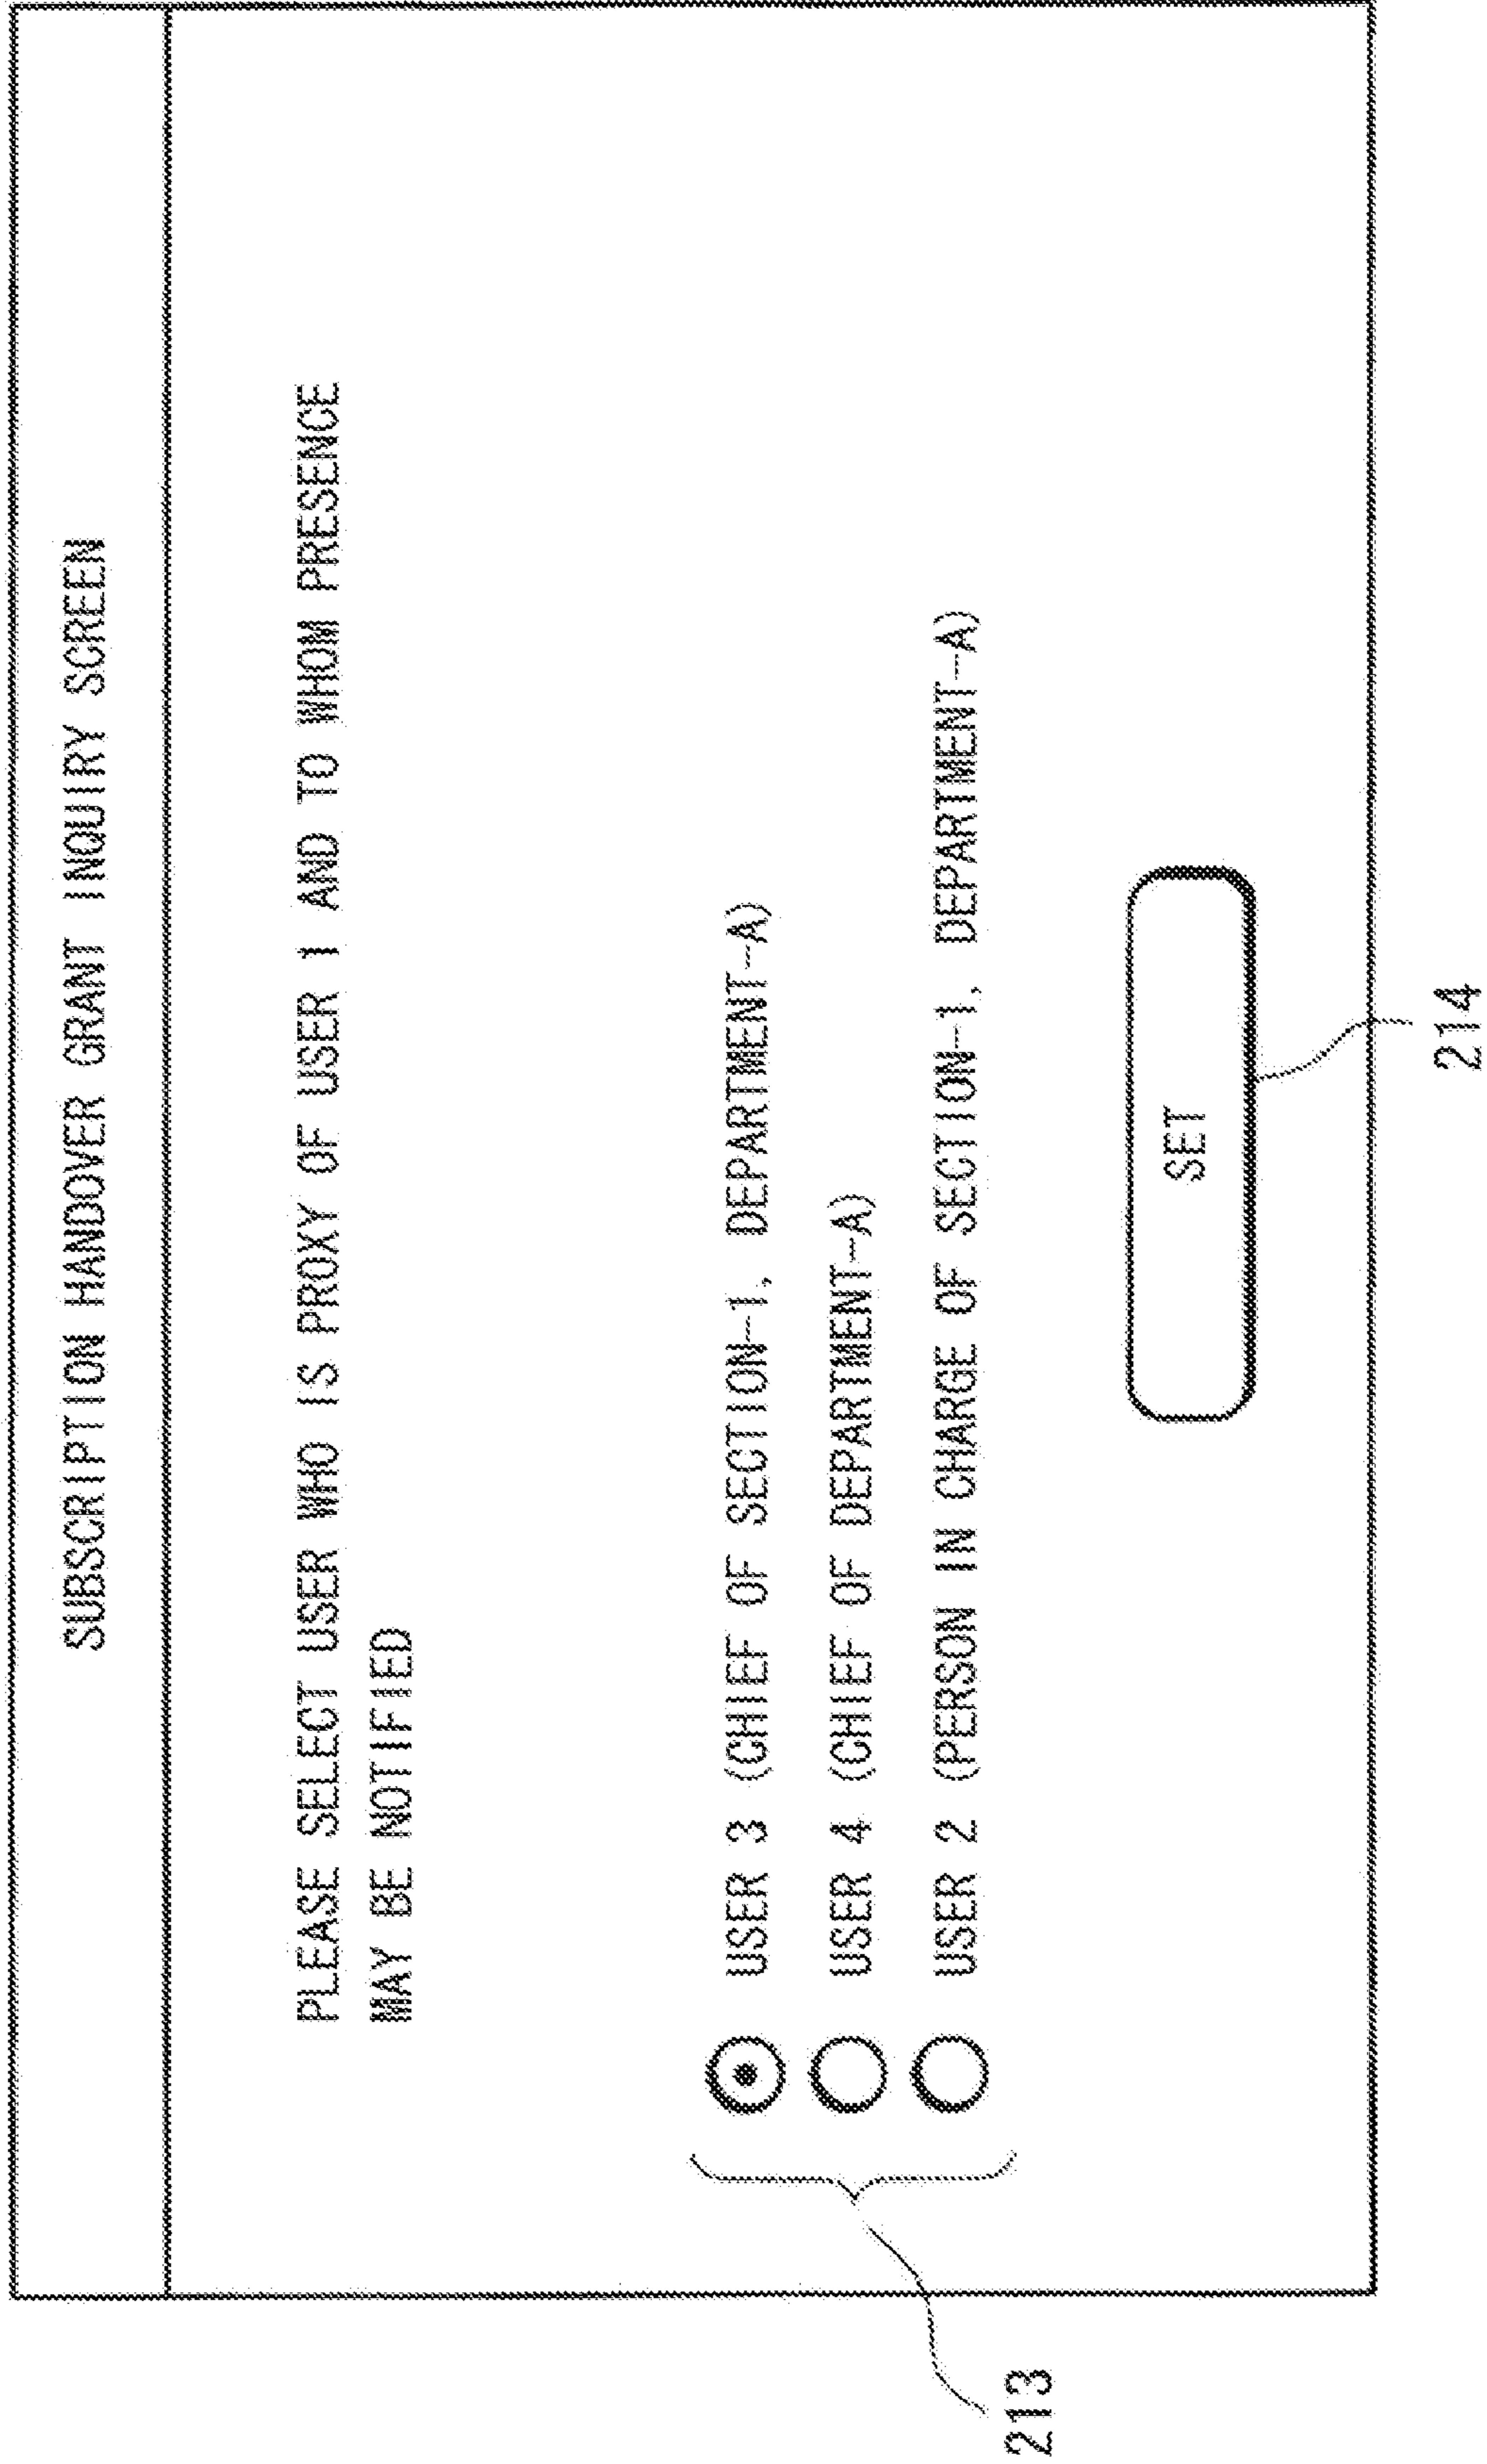 SUBSCRIPTION HANDOVER GRANT INQUIRY SCREEN
PLEASE SELECT USER WHO IS PROXY OF USER 1 AND TO WHOM PRESENCE
MAY BE NOTIFIED
USER 3 (CHIEF OF SECTION-1, DEPARTMENT-A)
USER 4 (CHIEF OF DEPARTMENT-A)
USER 2 (PERSON IN CHARGE OF SECTION-1, DEPARTMENT-A)
SET
213
214